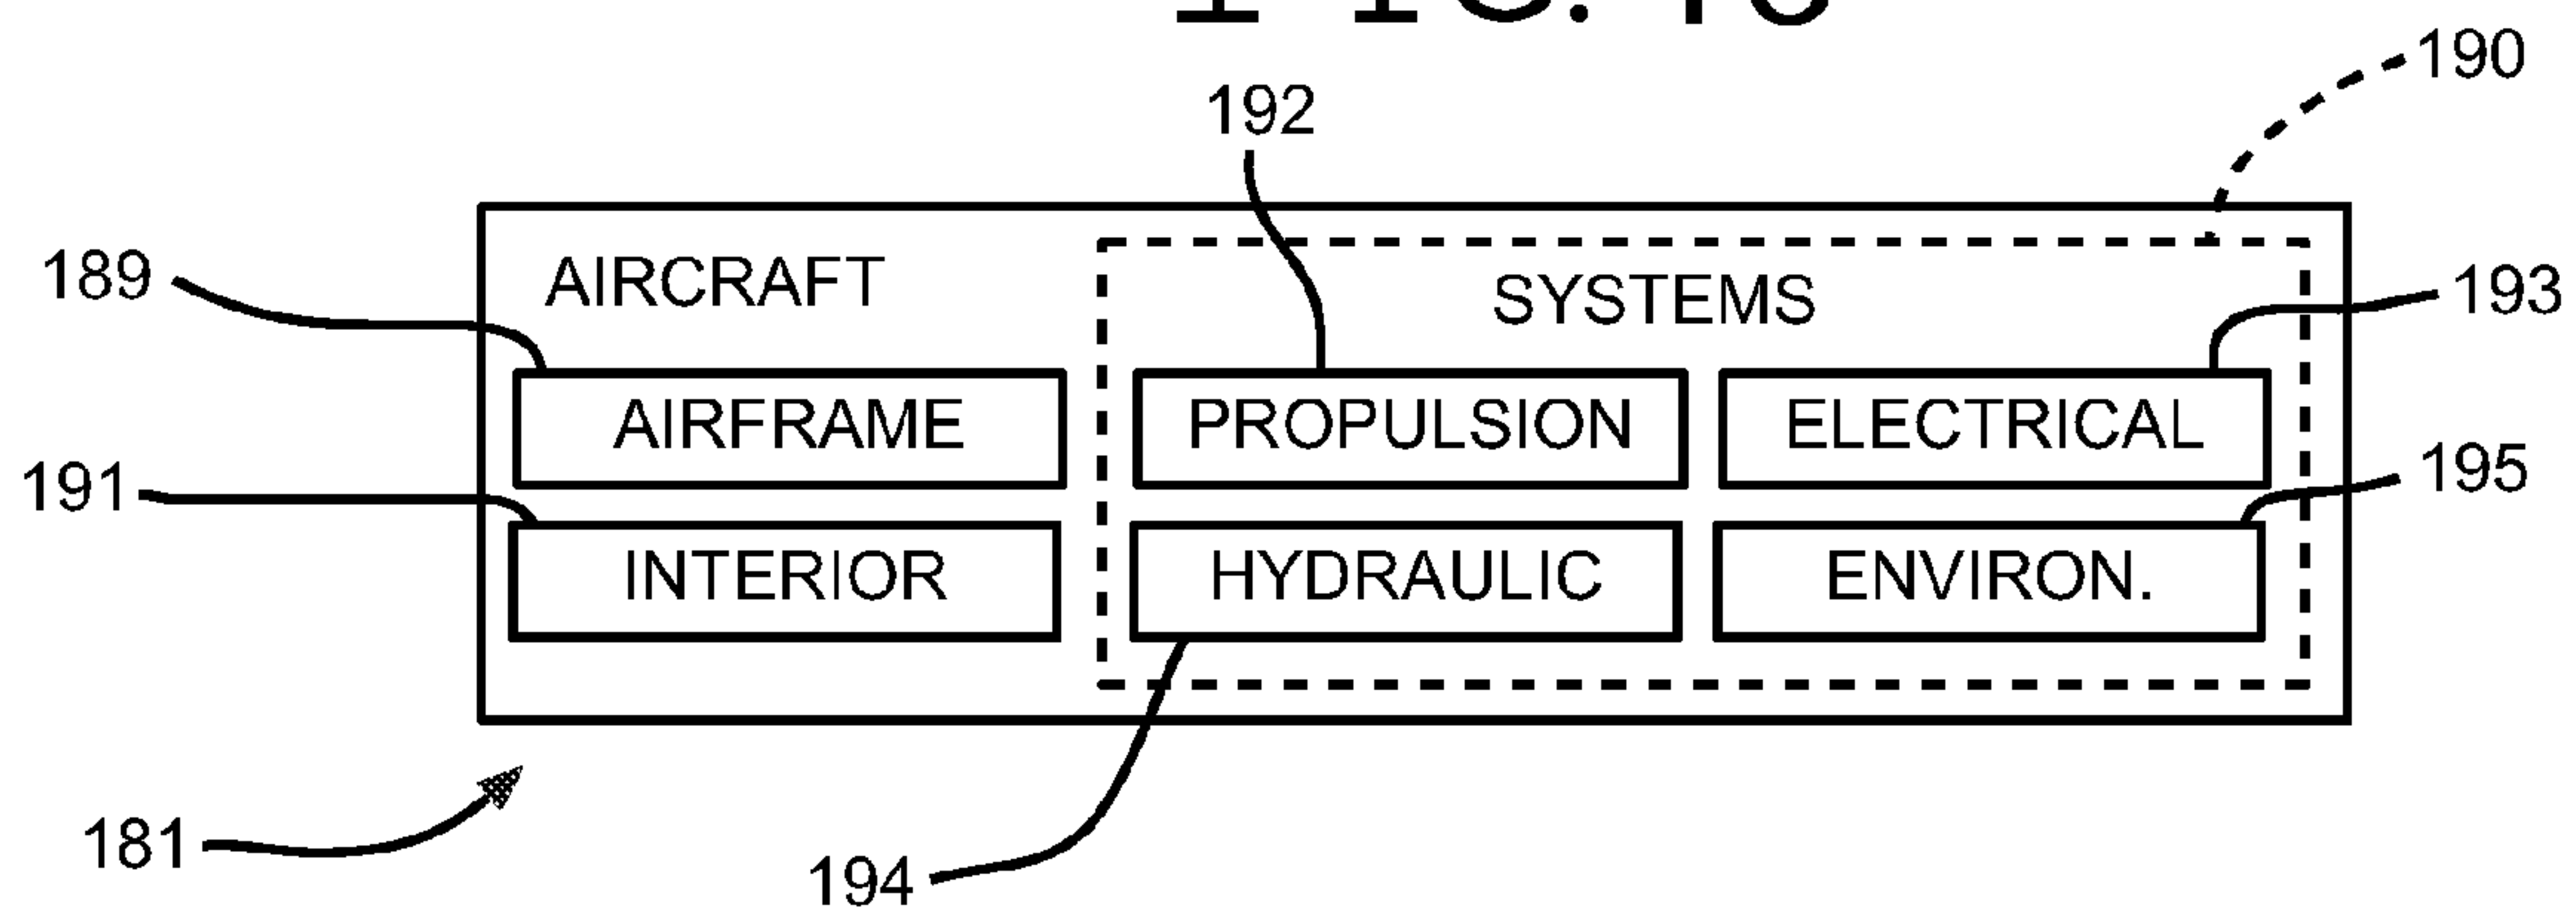 190
192
189
AIRCRAFT
SYSTEMS
193
AIRFRAME
PROPULSION
ELECTRICAL
191
195
INTERIOR
HYDRAULIC
ENVIRON.
181
194